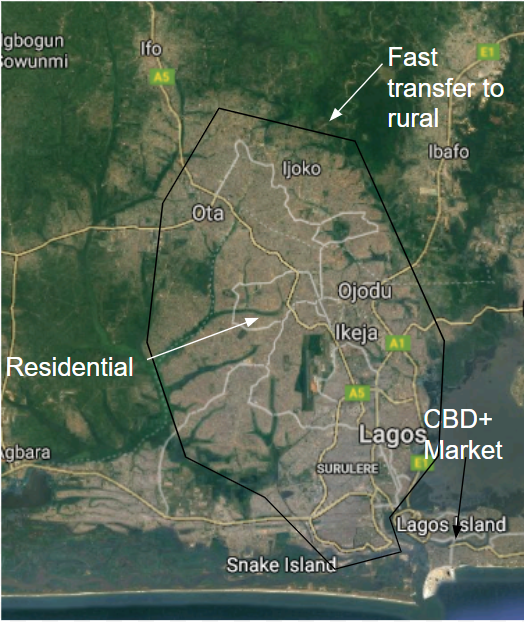 Igbogun
Sowunmi
Ifo
A5
Fast
transfer to
rural
E1
Ibafo
Ijoko
Ota
Ojodu
Ikeja
A1
Residential
A5
CBD+
Market
Lagos
Agbara
SURULERE
E1
Lagos Island
Snake Island